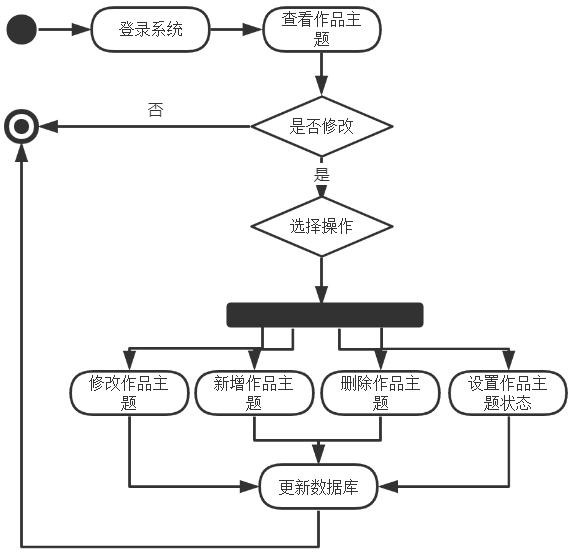 登录系统
查看作品主
题
否
是否修改
是
选择操作
修改作品主
题
新增作品主
题
删除作品主
题
设置作品主
题状态
更新数据库